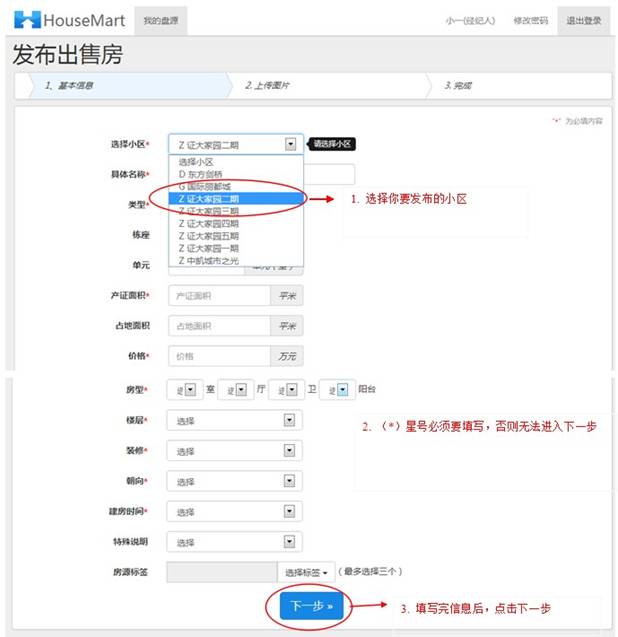 HouseMart 我的盘源 小一(经纪人) 修改密码 退出登录
发布出售房
1、基本信息 2.上传图片 3.完成
"*" 为必填内容
选择小区* Z 证大家园二期 请选择小区
选择小区
具体名称* D 东方剑桥
G 国际丽都城
类型* Z 证大家园二期 1. 选择你要发布的小区
Z 证大家园三期
Z 证大家园四期
栋座 Z 证大家园五期
Z 证大家园一期
单元 Z 中凯城市之光
产证面积* 产证面积 平米
占地面积 占地面积 平米
价格* 价格 万元
房型* 室 厅 卫 阳台
楼层* 选择 2. （*）星号必须要填写，否则无法进入下一步
装修* 选择
朝向* 选择
建房时间* 选择
特殊说明 选择
房源标签 选择标签 （最多选择三个）
下一步 » 3. 填写完信息后，点击下一步